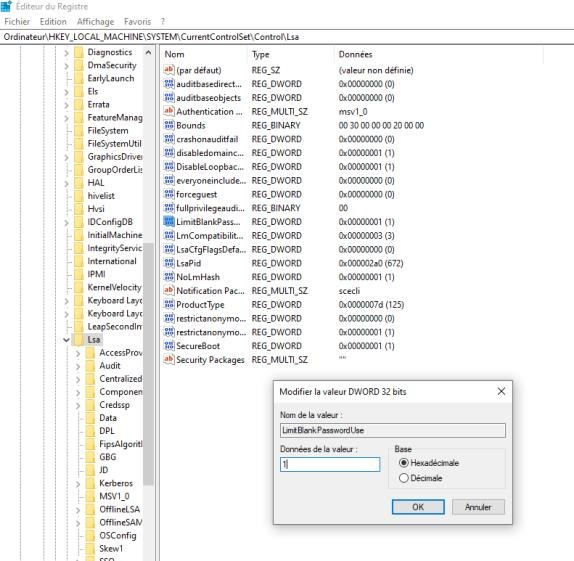 Éditeur du Registre
Fichier Edition Affichage Favoris ?
Ordinateur\HKEY_LOCAL_MACHINE\SYSTEM\CurrentControlSet\Control\Lsa
Diagnostics
DmaSecurity
EarlyLaunch
Els
Errata
FeatureManag
FileSystem
FileSystemUtil
GraphicsDriver
GroupOrderLis
HAL
hivelist
Hvsi
IDConfigDB
InitialMachine
IntegrityServic
International
IPMI
KernelVelocity
Keyboard Layo
Keyboard Layo
LeapSecondIn
Lsa
AccessProv
Audit
Centralized
Componen
Credssp
Data
DPL
FipsAlgorit
GBG
JD
Kerberos
MSV1_0
OfflineLSA
OfflineSAM
OSConfig
Skew1
SSO
Nom Type Données
(par défaut) REG_SZ (valeur non définie)
auditbasedirect... REG_DWORD 0x00000000 (0)
auditbaseobjects REG_DWORD 0x00000000 (0)
Authentication ... REG_MULTI_SZ msv1_0
Bounds REG_BINARY 00 30 00 00 00 20 00 00
crashonauditfail REG_DWORD 0x00000000 (0)
disabledomainc... REG_DWORD 0x00000001 (1)
DisableLoopbac... REG_DWORD 0x00000001 (1)
everyoneinclude... REG_DWORD 0x00000000 (0)
forceguest REG_DWORD 0x00000000 (0)
fullprivilegeaudi... REG_BINARY 00
LimitBlankPass... REG_DWORD 0x00000001 (1)
LmCompatibilit... REG_DWORD 0x00000003 (3)
LsaCfgFlagsDefa... REG_DWORD 0x00000000 (0)
LsaPid REG_DWORD 0x000002a0 (672)
NoLmHash REG_DWORD 0x00000001 (1)
Notification Pac... REG_MULTI_SZ scecli
ProductType REG_DWORD 0x0000007d (125)
restrictanonymo... REG_DWORD 0x00000000 (0)
restrictanonymo... REG_DWORD 0x00000001 (1)
SecureBoot REG_DWORD 0x00000001 (1)
Security Packages REG_MULTI_SZ ""
Modifier la valeur DWORD 32 bits
Nom de la valeur :
LimitBlankPasswordUse
Données de la valeur :
1
Base
Hexadécimale
Décimale
OK Annuler